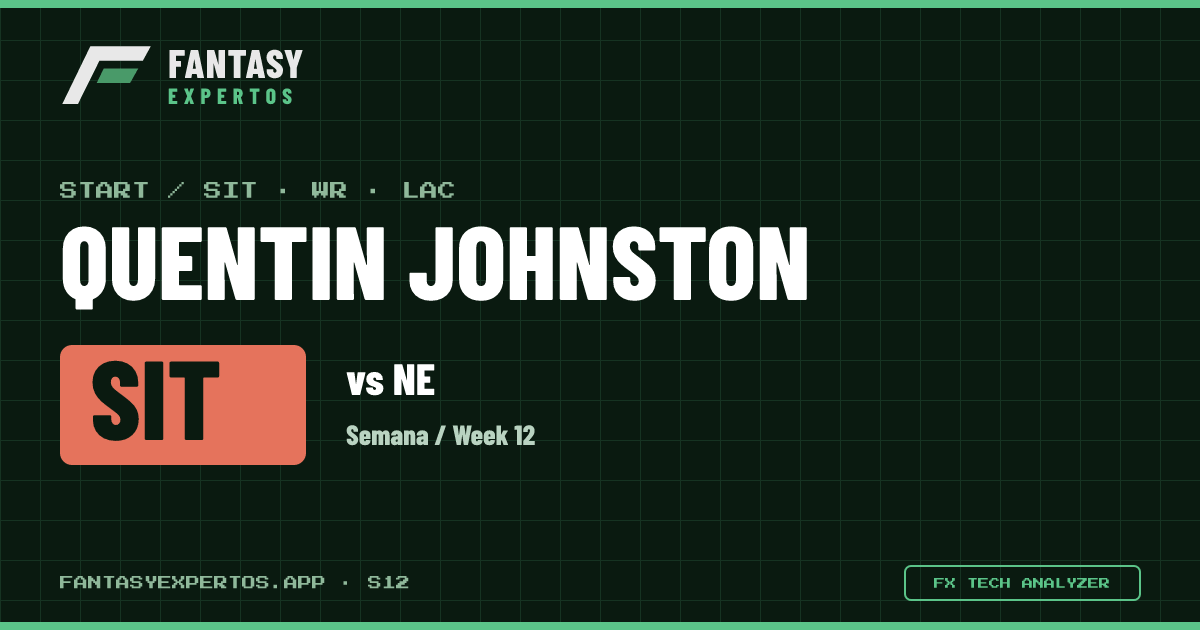 FANTASY
EXPERTOS
START / SIT · WR · LAC
QUENTIN JOHNSTON
SIT
vs NE
Semana / Week 12
FANTASYEXPERTOS.APP · S12
FX TECH ANALYZER